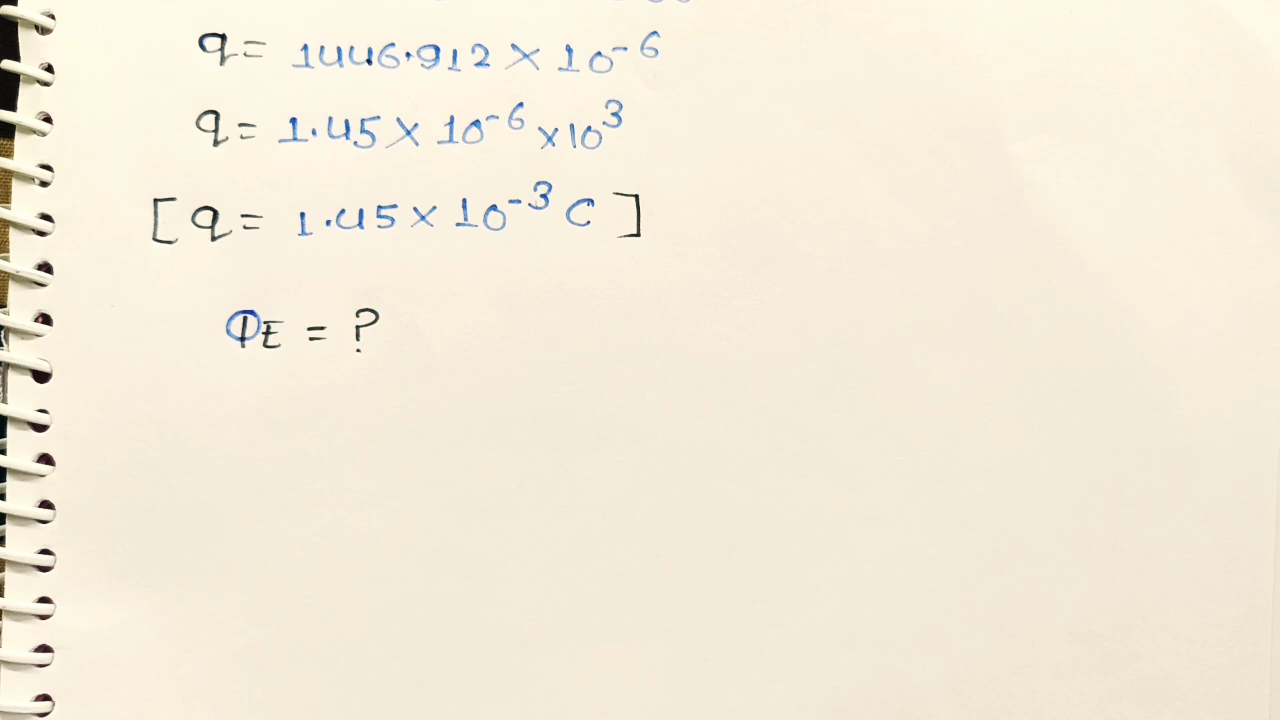 q = 1446.912 × 10⁻⁶
q = 1.45 × 10⁻⁶ × 10³
[ q = 1.45 × 10⁻³ C ]
Φ_E = ?